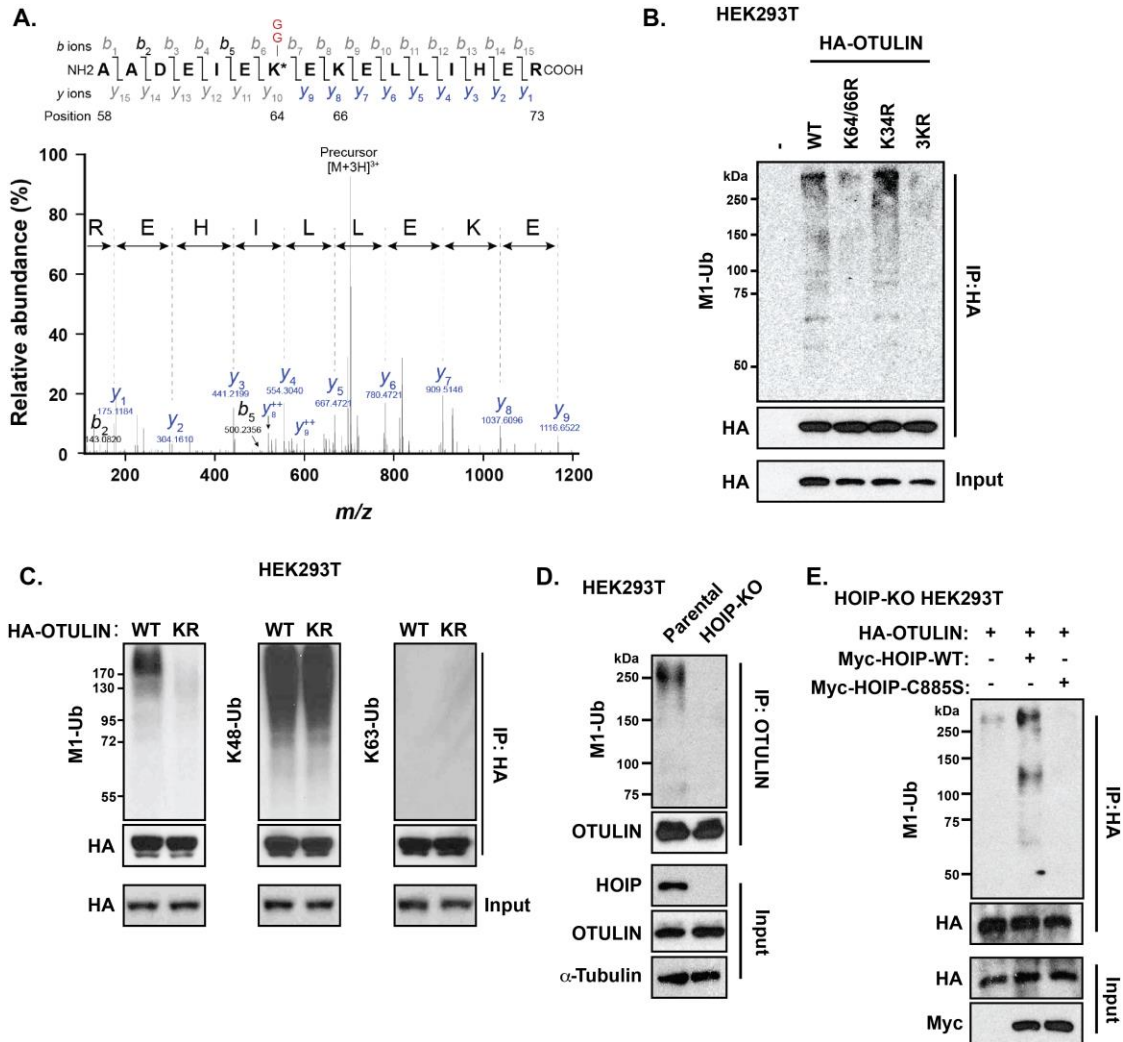 A.
G
G
b ions b1 b2 b3 b4 b5 b6 b7 b8 b9 b10 b11 b12 b13 b14 b15
NH2 A A D E I E K* E K E L L I H E R COOH
y ions y15 y14 y13 y12 y11 y10 y9 y8 y7 y6 y5 y4 y3 y2 y1
Position 58 64 66 73
Precursor
[M+3H]3+
Relative abundance (%)
100
80
60
40
20
0
R E H I L L E K E
y1
175.1184
b2
143.0820
y2
304.1610
y3
441.2199
b5
500.2356
y8++
y4
554.3040
y9++
y5
667.4721
y6
780.4721
y7
909.5146
y8
1037.6096
y9
1116.6522
200 400 600 800 1000 1200
m/z
B.
HEK293T
HA-OTULIN
- WT K64/66R K34R 3KR
kDa
250
150
100
75
50
M1-Ub
IP:HA
HA
HA
Input
C.
HEK293T
HA-OTULIN: WT KR WT KR WT KR
170
130
95
72
55
M1-Ub
K48-Ub
K63-Ub
IP: HA
HA
HA
Input
D.
HEK293T
Parental
HOIP-KO
kDa
250
150
100
75
M1-Ub
IP: OTULIN
OTULIN
HOIP
OTULIN
α-Tubulin
Input
E.
HOIP-KO HEK293T
HA-OTULIN: + + +
Myc-HOIP-WT: - + -
Myc-HOIP-C885S: - - +
kDa
250
150
100
75
50
M1-Ub
IP:HA
HA
HA
Myc
Input